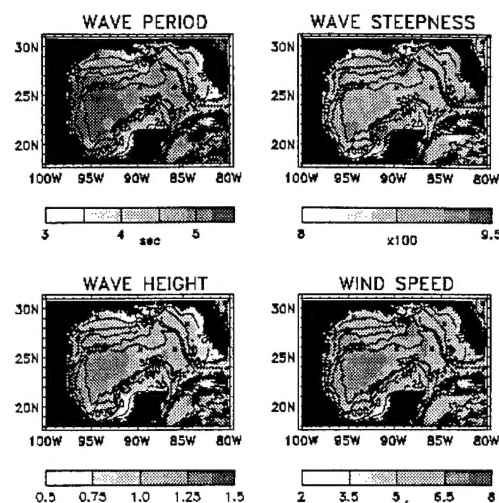 WAVE PERIOD
WAVE STEEPNESS
30N
25N
20N
100W 95W 90W 85W 80W
30N
25N
20N
100W 95W 90W 85W 80W
3 4 5
sec
8 9.5
x100
WAVE HEIGHT
WIND SPEED
30N
25N
20N
100W 95W 90W 85W 80W
30N
25N
20N
100W 95W 90W 85W 80W
0.5 0.75 1.0 1.25 1.5
2 3.5 5 6.5 8